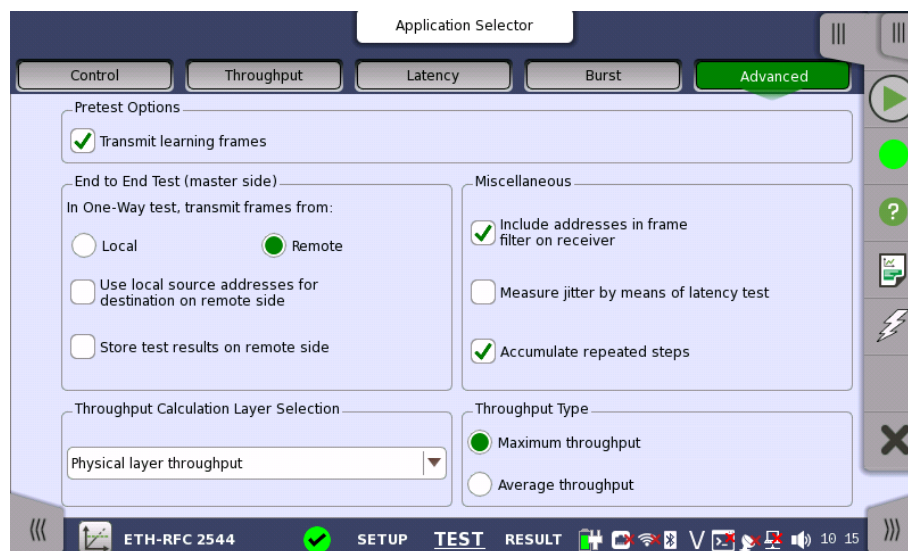 Application Selector
Control
Throughput
Latency
Burst
Advanced
Pretest Options
Transmit learning frames
End to End Test (master side)
In One-Way test, transmit frames from:
Local
Remote
Use local source addresses for
destination on remote side
Store test results on remote side
Miscellaneous
Include addresses in frame
filter on receiver
Measure jitter by means of latency test
Accumulate repeated steps
Throughput Calculation Layer Selection
Physical layer throughput
Throughput Type
Maximum throughput
Average throughput
ETH-RFC 2544
SETUP
TEST
RESULT
V
10 15